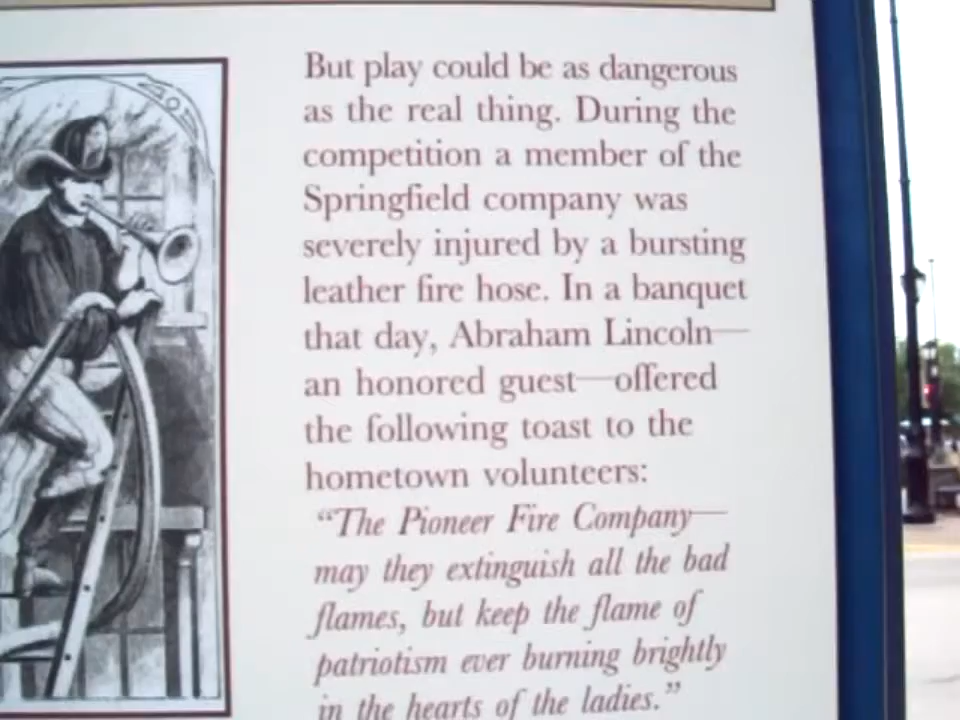 But play could be as dangerous
as the real thing. During the
competition a member of the
Springfield company was
severely injured by a bursting
leather fire hose. In a banquet
that day, Abraham Lincoln—
an honored guest—offered
the following toast to the
hometown volunteers:
“The Pioneer Fire Company—
may they extinguish all the bad
flames, but keep the flame of
patriotism ever burning brightly
in the hearts of the ladies.”